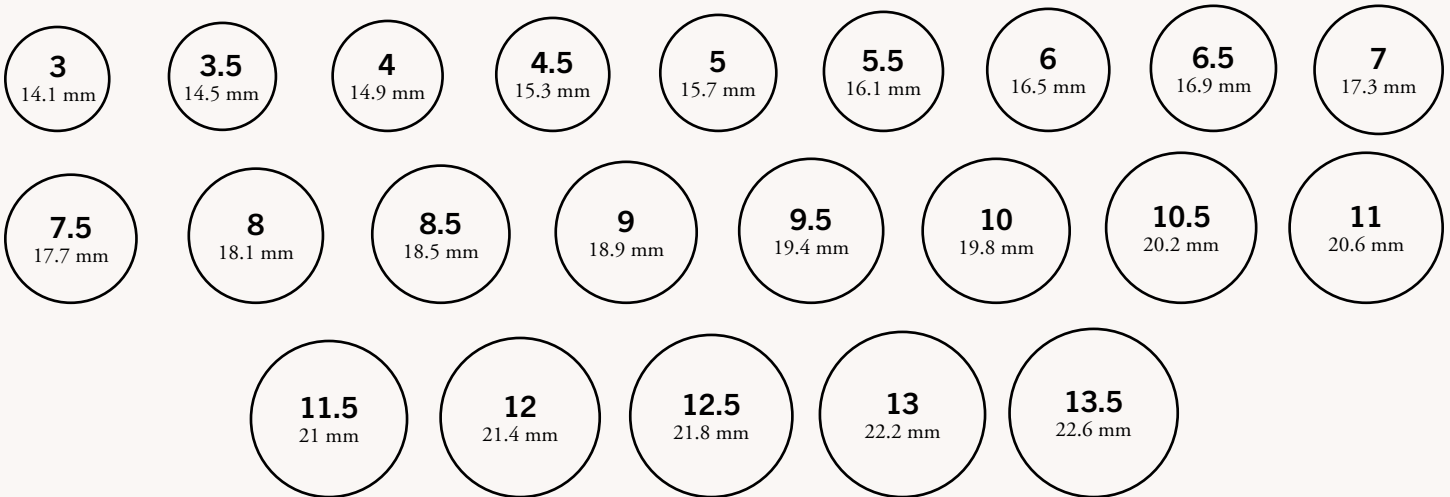 3
14.1 mm
3.5
14.5 mm
4
14.9 mm
4.5
15.3 mm
5
15.7 mm
5.5
16.1 mm
6
16.5 mm
6.5
16.9 mm
7
17.3 mm
7.5
17.7 mm
8
18.1 mm
8.5
18.5 mm
9
18.9 mm
9.5
19.4 mm
10
19.8 mm
10.5
20.2 mm
11
20.6 mm
11.5
21 mm
12
21.4 mm
12.5
21.8 mm
13
22.2 mm
13.5
22.6 mm